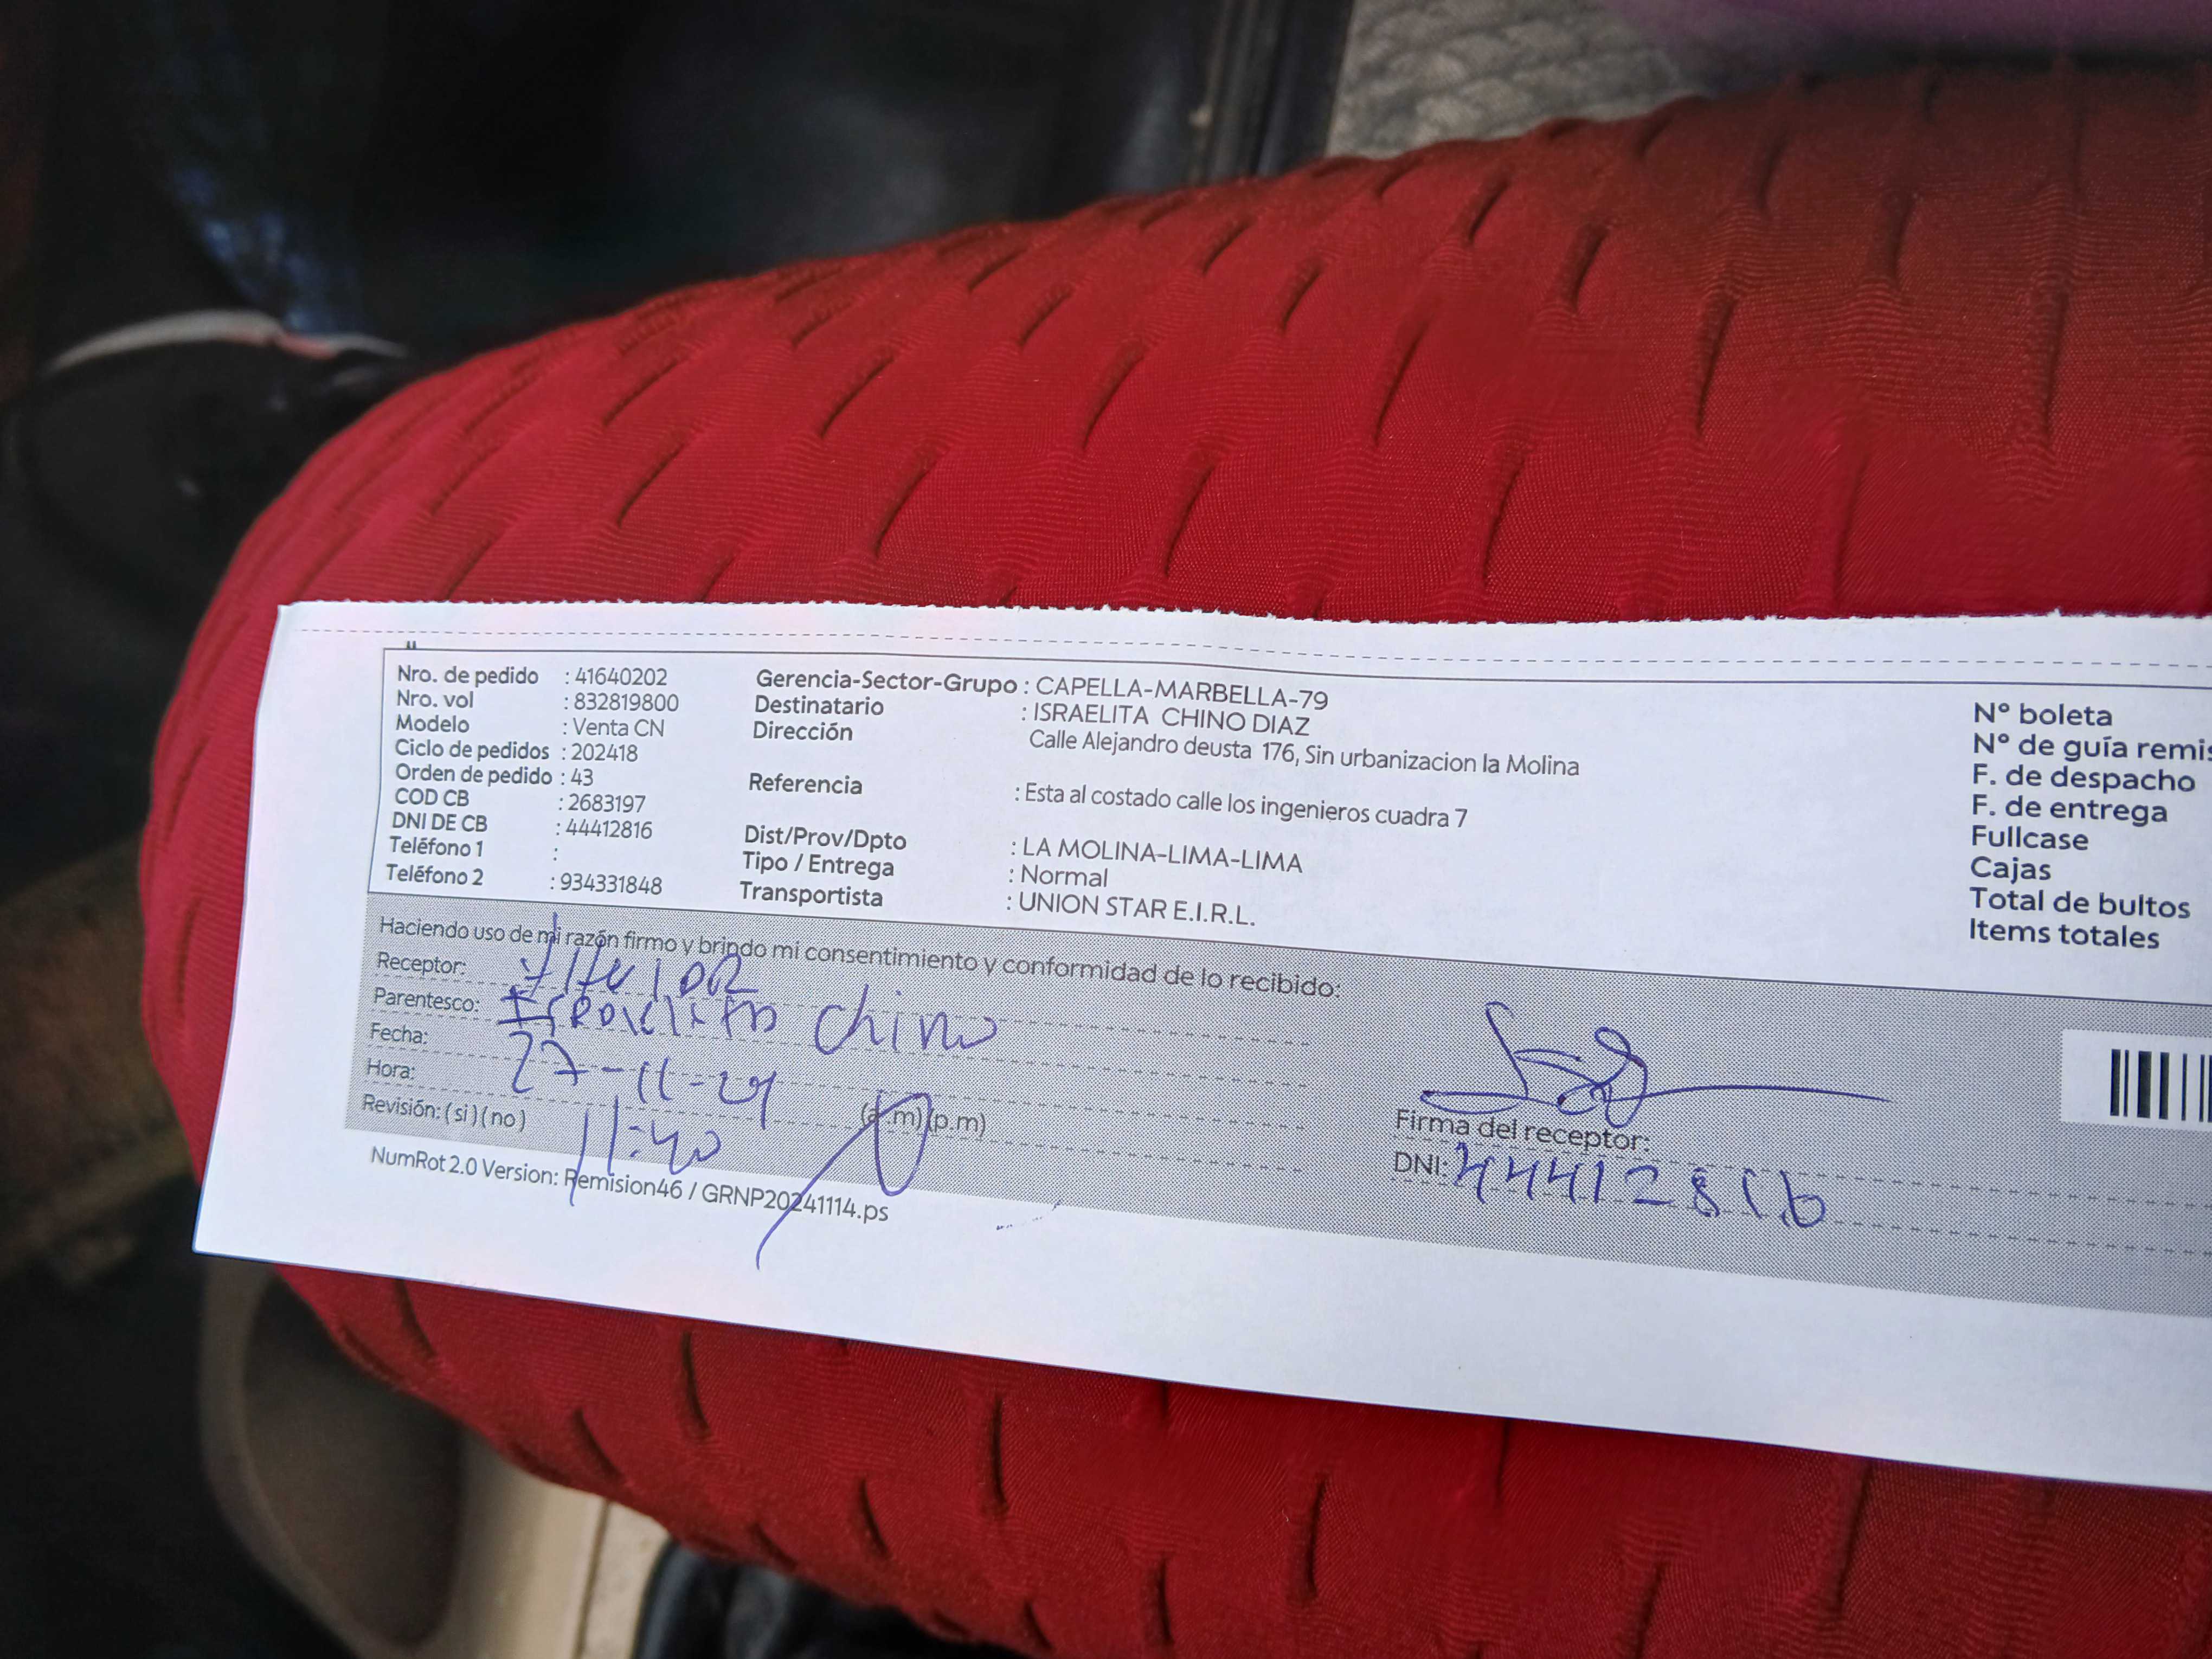 Nro. de pedido : 41640202
Nro. vol : 832819800
Modelo : Venta CN
Ciclo de pedidos : 202418
Orden de pedido : 43
COD CB : 2683197
DNI DE CB : 44412816
Teléfono 1 :
Teléfono 2 : 934331848
Gerencia-Sector-Grupo : CAPELLA-MARBELLA-79
Destinatario : ISRAELITA CHINO DIAZ
Dirección Calle Alejandro deusta 176, Sin urbanizacion la Molina
Referencia : Esta al costado calle los ingenieros cuadra 7
Dist/Prov/Dpto : LA MOLINA-LIMA-LIMA
Tipo / Entrega : Normal
Transportista : UNION STAR E.I.R.L.
N° boleta
N° de guía remis
F. de despacho
F. de entrega
Fullcase
Cajas
Total de bultos
Items totales
Haciendo uso de mi razón firmo y brindo mi consentimiento y conformidad de lo recibido:
Receptor:
Parentesco: Chino
Fecha: 27-11-24
Hora: 11:40 (a.m)(p.m)
Revisión: (si)(no)
Firma del receptor:
DNI: 44412816
NumRot 2.0 Version: Remision46 / GRNP20241114.ps